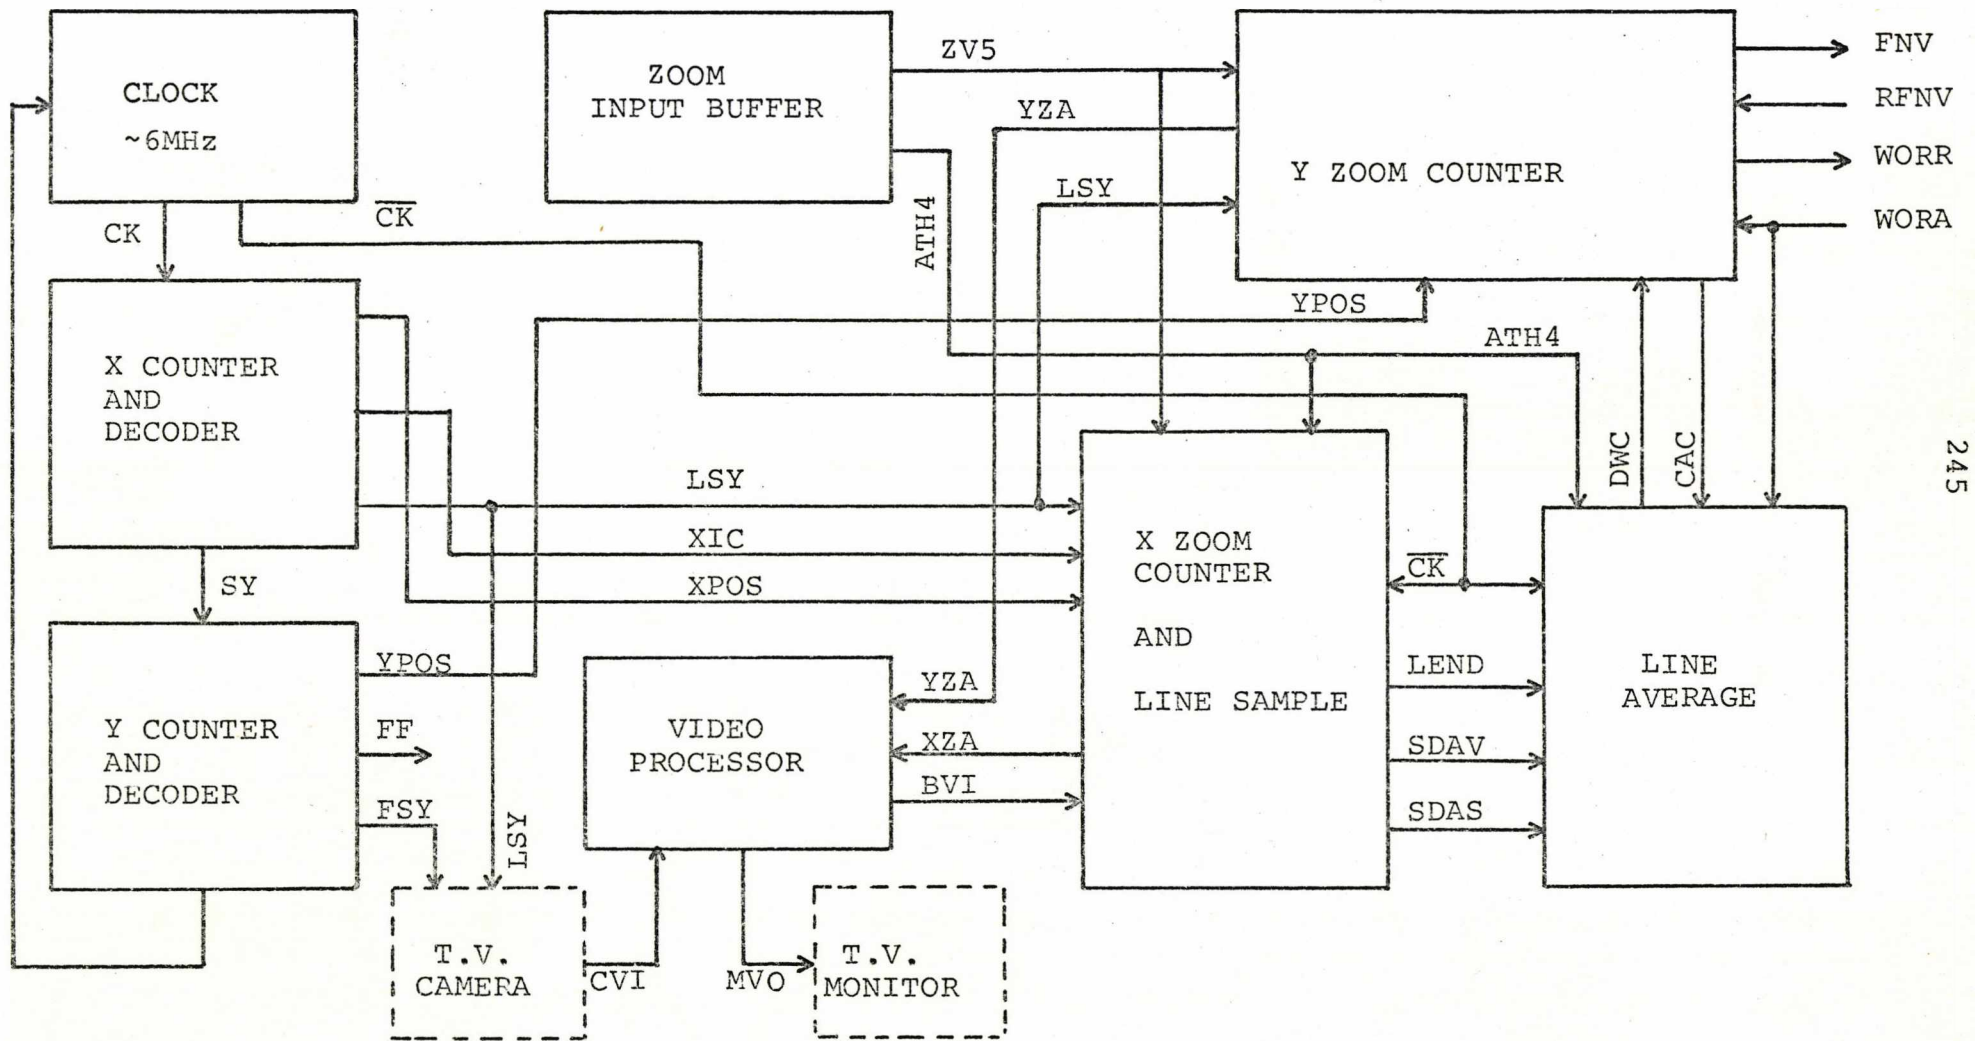 CLOCK
~6MHz
ZOOM
INPUT BUFFER
ZV5
YZA
LSY
Y ZOOM COUNTER
FNV
RFNV
WORR
WORA
CK
C̅K̅
ATH4
YPOS
ATH4
X COUNTER
AND
DECODER
DWC
CAC
245
LSY
XIC
XPOS
X ZOOM
COUNTER
AND
LINE SAMPLE
C̅K̅
LEND
SDAV
SDAS
LINE
AVERAGE
SY
YPOS
FF
FSY
Y COUNTER
AND
DECODER
LSY
VIDEO
PROCESSOR
YZA
XZA
BVI
T.V.
CAMERA
CVI
MVO
T.V.
MONITOR